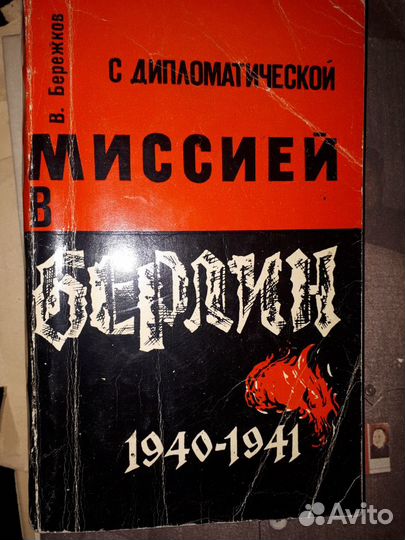 В. Бережков
С ДИПЛОМАТИЧЕСКОЙ
МИССИЕЙ
В
БЕРЛИН
1940-1941
Avito